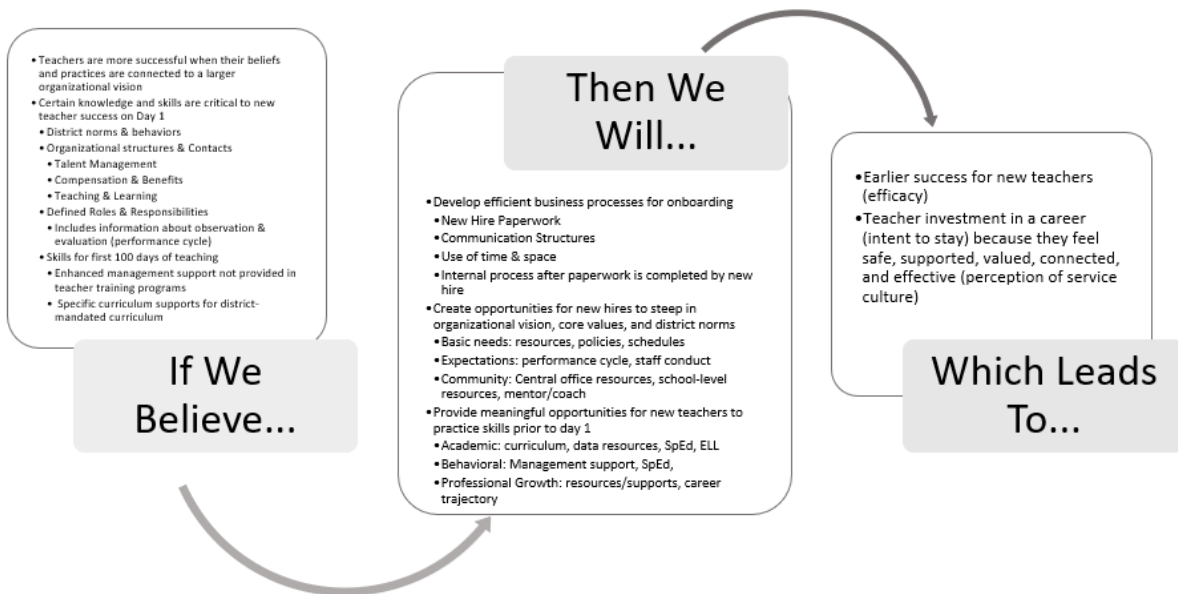 • Teachers are more successful when their beliefs
and practices are connected to a larger
organizational vision
• Certain knowledge and skills are critical to new
teacher success on Day 1
• District norms & behaviors
• Organizational structures & Contacts
• Talent Management
• Compensation & Benefits
• Teaching & Learning
• Defined Roles & Responsibilities
• Includes information about observation &
evaluation (performance cycle)
• Skills for first 100 days of teaching
• Enhanced management support not provided in
teacher training programs
• Specific curriculum supports for district-
mandated curriculum
If We
Believe...
Then We
Will...
• Develop efficient business processes for onboarding
• New Hire Paperwork
• Communication Structures
• Use of time & space
• Internal process after paperwork is completed by new
hire
• Create opportunities for new hires to steep in
organizational vision, core values, and district norms
• Basic needs: resources, policies, schedules
• Expectations: performance cycle, staff conduct
• Community: Central office resources, school-level
resources, mentor/coach
• Provide meaningful opportunities for new teachers to
practice skills prior to day 1
• Academic: curriculum, data resources, SpEd, ELL
• Behavioral: Management support, SpEd,
• Professional Growth: resources/supports, career
trajectory
• Earlier success for new teachers
(efficacy)
• Teacher investment in a career
(intent to stay) because they feel
safe, supported, valued, connected,
and effective (perception of service
culture)
Which Leads
To...